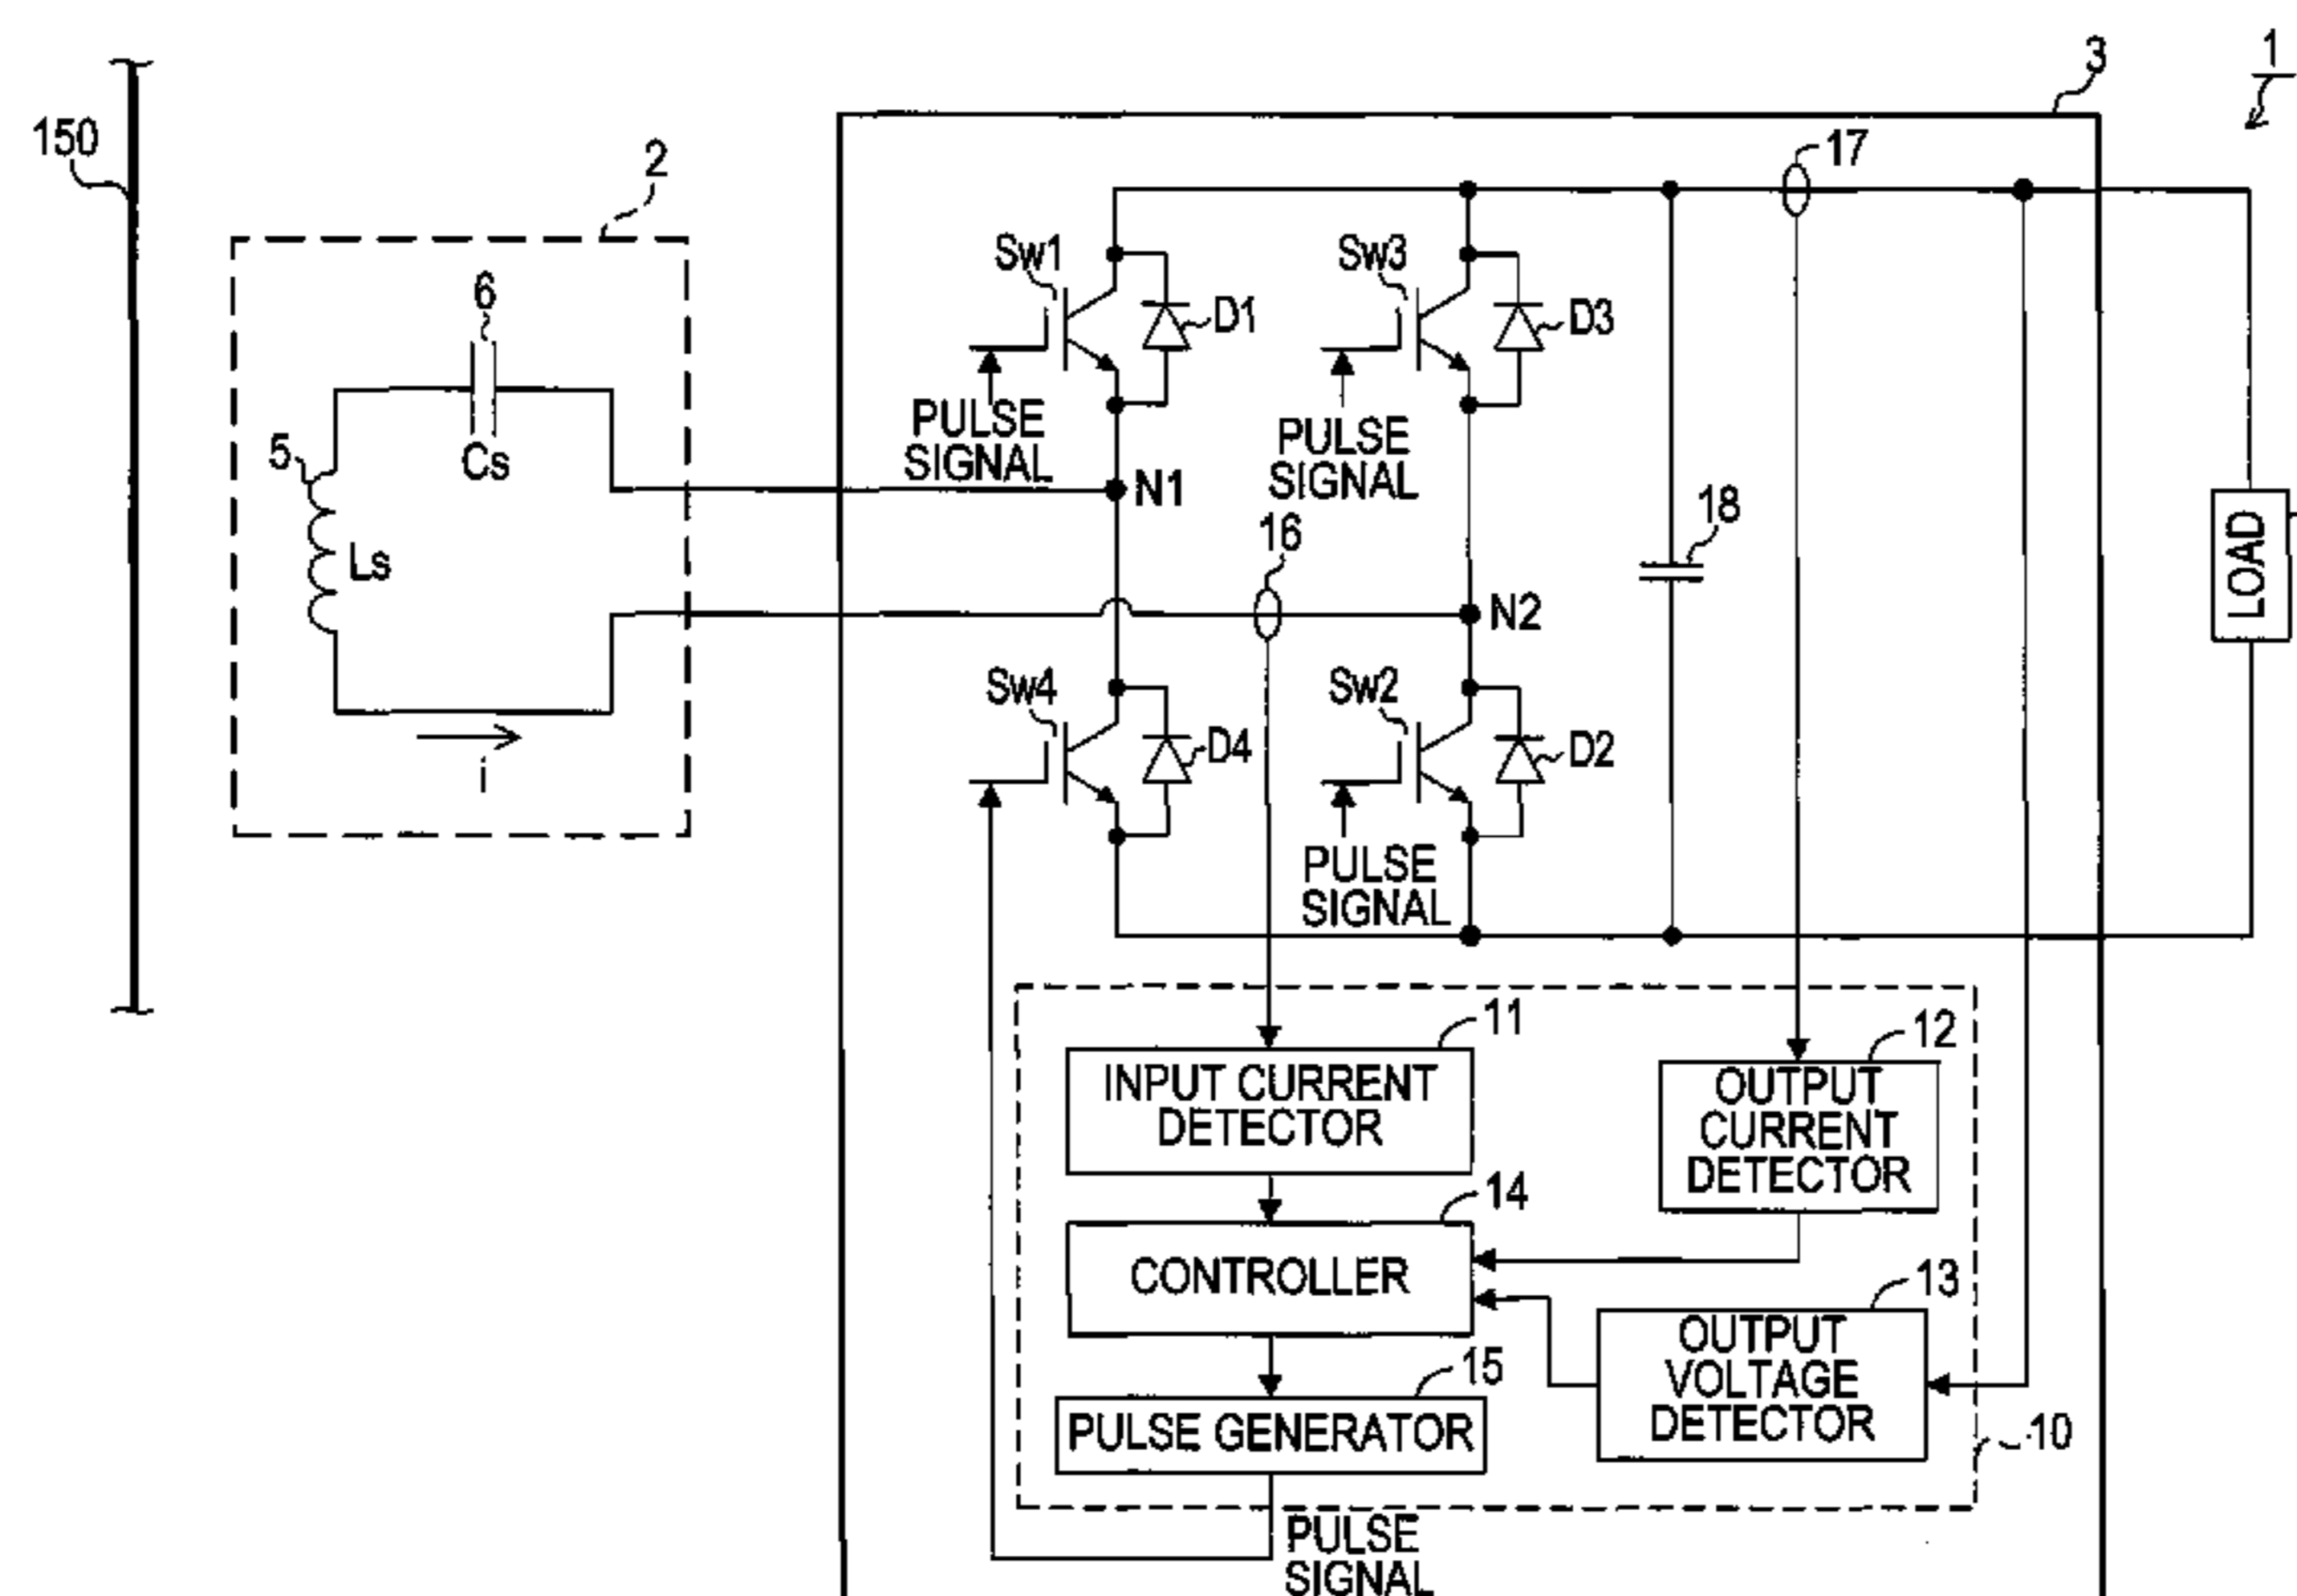 1
3
150
2
17
Sw1
Sw3
6
D1
D3
PULSE
SIGNAL
PULSE
SIGNAL
5
Cs
N1
18
16
LOAD
Ls
N2
Sw4
Sw2
D4
D2
i
PULSE
SIGNAL
11
12
INPUT CURRENT
DETECTOR
OUTPUT
CURRENT
DETECTOR
14
CONTROLLER
13
OUTPUT
VOLTAGE
DETECTOR
15
PULSE GENERATOR
10
PULSE
SIGNAL